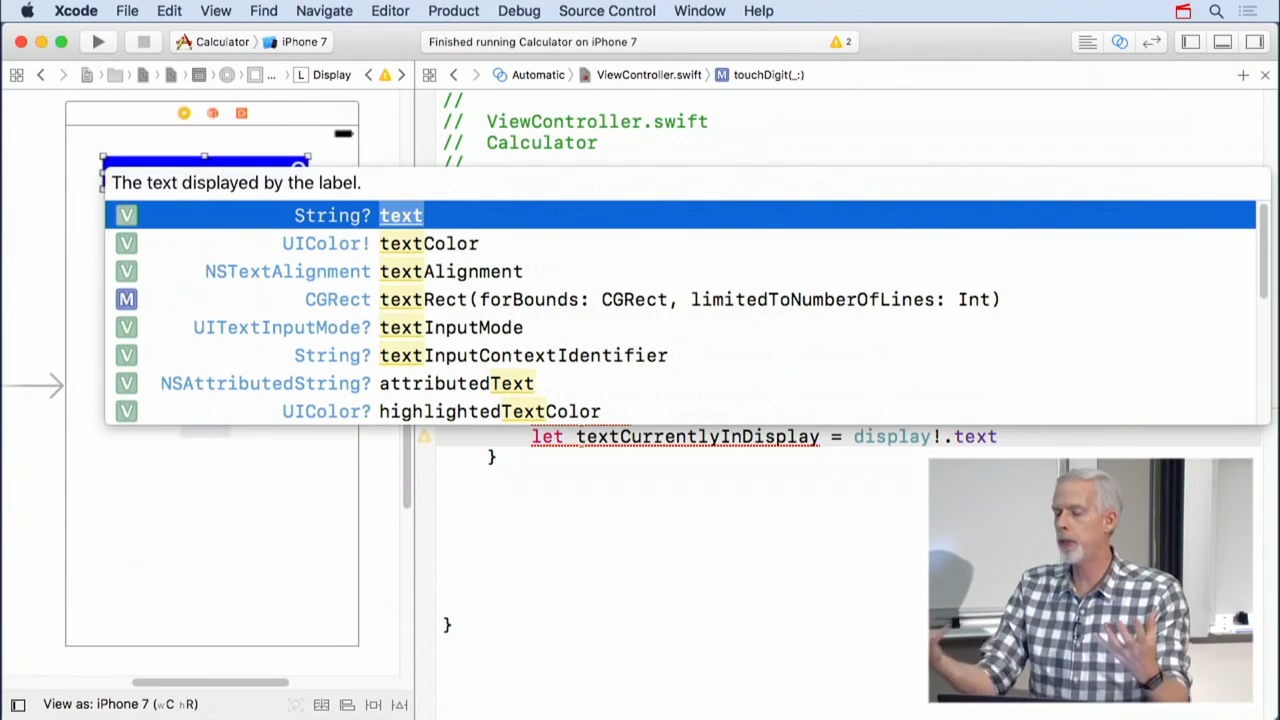 Xcode File Edit View Find Navigate Editor Product Debug Source Control Window Help
Calculator iPhone 7 Finished running Calculator on iPhone 7 2
... L Display Automatic ViewController.swift M touchDigit(_:)
//
// ViewController.swift
// Calculator
//
The text displayed by the label.
V String? text
V UIColor! textColor
V NSTextAlignment textAlignment
M CGRect textRect(forBounds: CGRect, limitedToNumberOfLines: Int)
V UITextInputMode? textInputMode
V String? textInputContextIdentifier
V NSAttributedString? attributedText
V UIColor? highlightedTextColor
let textCurrentlyInDisplay = display!.text
}
}
View as: iPhone 7 (wC hR)